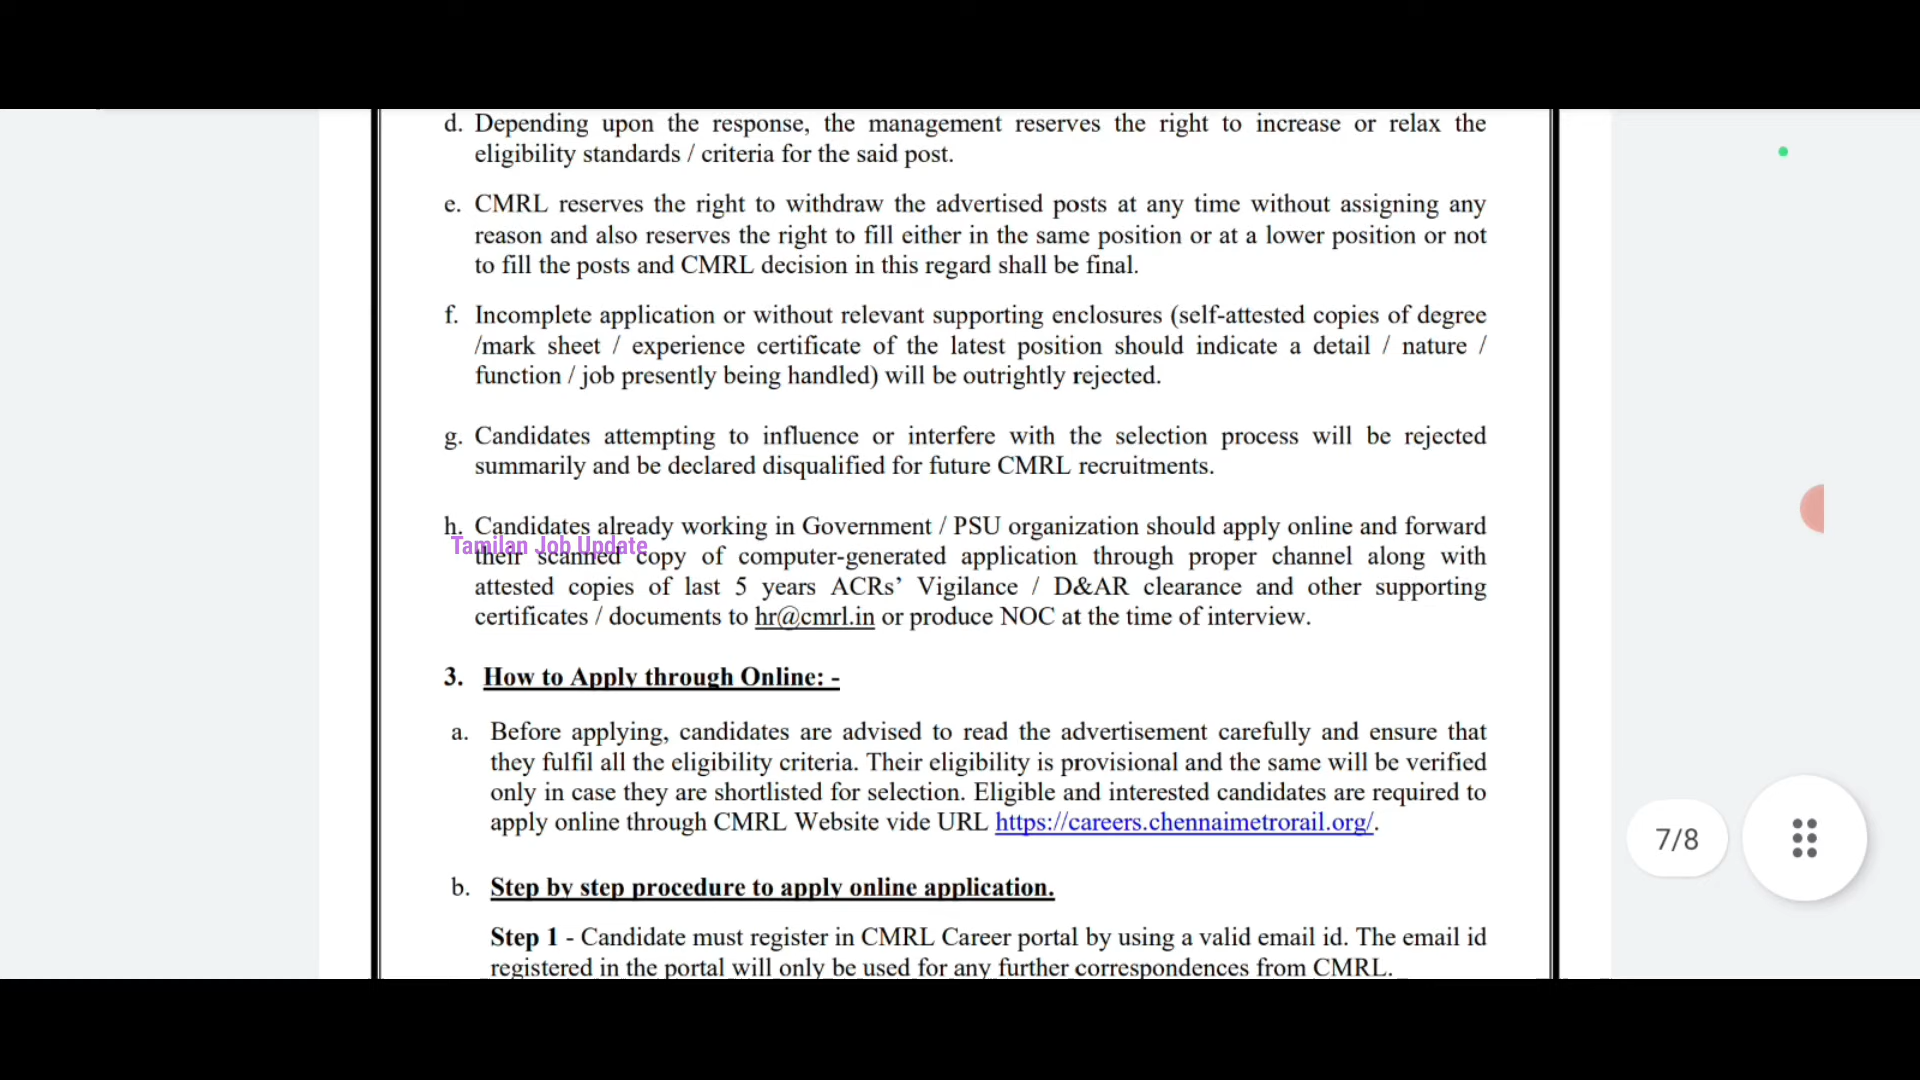 d. Depending upon the response, the management reserves the right to increase or relax the
eligibility standards / criteria for the said post.
e. CMRL reserves the right to withdraw the advertised posts at any time without assigning any
reason and also reserves the right to fill either in the same position or at a lower position or not
to fill the posts and CMRL decision in this regard shall be final.
f. Incomplete application or without relevant supporting enclosures (self-attested copies of degree
/mark sheet / experience certificate of the latest position should indicate a detail / nature /
function / job presently being handled) will be outrightly rejected.
g. Candidates attempting to influence or interfere with the selection process will be rejected
summarily and be declared disqualified for future CMRL recruitments.
h. Candidates already working in Government / PSU organization should apply online and forward
Tamilan Job Update
their scanned copy of computer-generated application through proper channel along with
attested copies of last 5 years ACRs’ Vigilance / D&AR clearance and other supporting
certificates / documents to hr@cmrl.in or produce NOC at the time of interview.
3. How to Apply through Online: -
a. Before applying, candidates are advised to read the advertisement carefully and ensure that
they fulfil all the eligibility criteria. Their eligibility is provisional and the same will be verified
only in case they are shortlisted for selection. Eligible and interested candidates are required to
apply online through CMRL Website vide URL https://careers.chennaimetrorail.org/.
7/8
b. Step by step procedure to apply online application.
Step 1 - Candidate must register in CMRL Career portal by using a valid email id. The email id
registered in the portal will only be used for any further correspondences from CMRL.